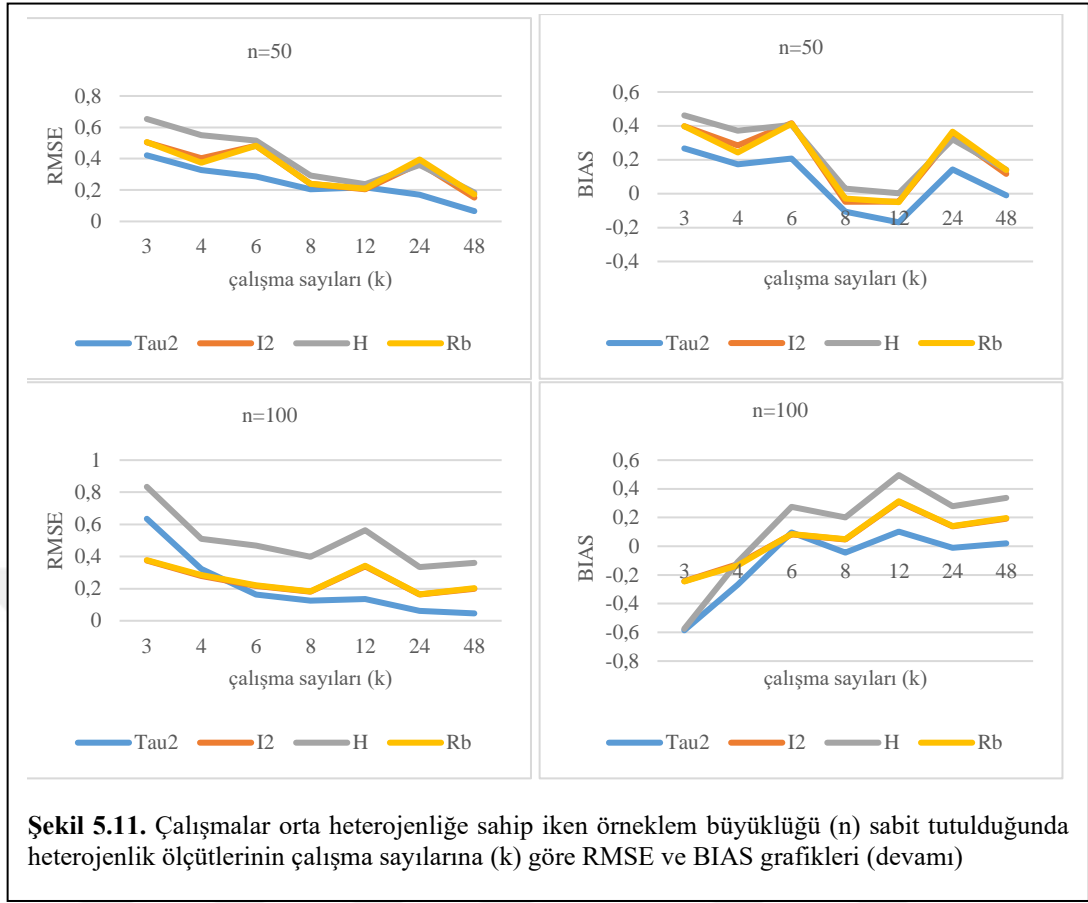 n=50
0,8
0,6
0,4
0,2
0
RMSE
3 4 6 8 12 24 48
çalışma sayıları (k)
Tau2 I2 H Rb
n=50
0,6
0,4
0,2
0
-0,2
-0,4
BIAS
3 4 6 8 12 24 48
çalışma sayıları (k)
Tau2 I2 H Rb
n=100
1
0,8
0,6
0,4
0,2
0
RMSE
3 4 6 8 12 24 48
çalışma sayıları (k)
Tau2 I2 H Rb
n=100
0,6
0,4
0,2
0
-0,2
-0,4
-0,6
-0,8
BIAS
3 4 6 8 12 24 48
çalışma sayıları (k)
Tau2 I2 H Rb
Şekil 5.11. Çalışmalar orta heterojenliğe sahip iken örneklem büyüklüğü (n) sabit tutulduğunda
heterojenlik ölçütlerinin çalışma sayılarına (k) göre RMSE ve BIAS grafikleri (devamı)